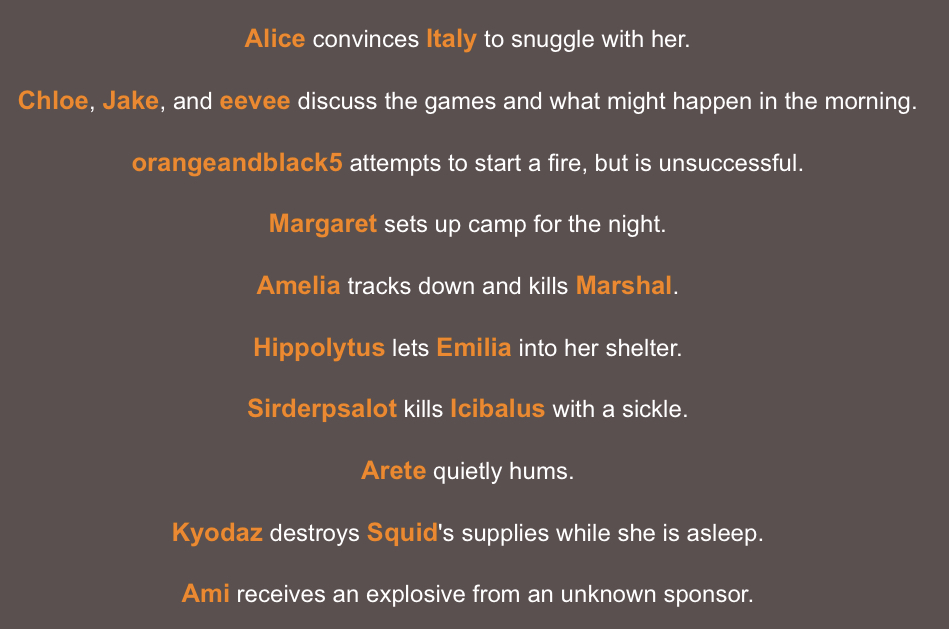 Alice convinces Italy to snuggle with her.
Chloe, Jake, and eevee discuss the games and what might happen in the morning.
orangeandblack5 attempts to start a fire, but is unsuccessful.
Margaret sets up camp for the night.
Amelia tracks down and kills Marshal.
Hippolytus lets Emilia into her shelter.
Sirderpsalot kills Icibalus with a sickle.
Arete quietly hums.
Kyodaz destroys Squid's supplies while she is asleep.
Ami receives an explosive from an unknown sponsor.